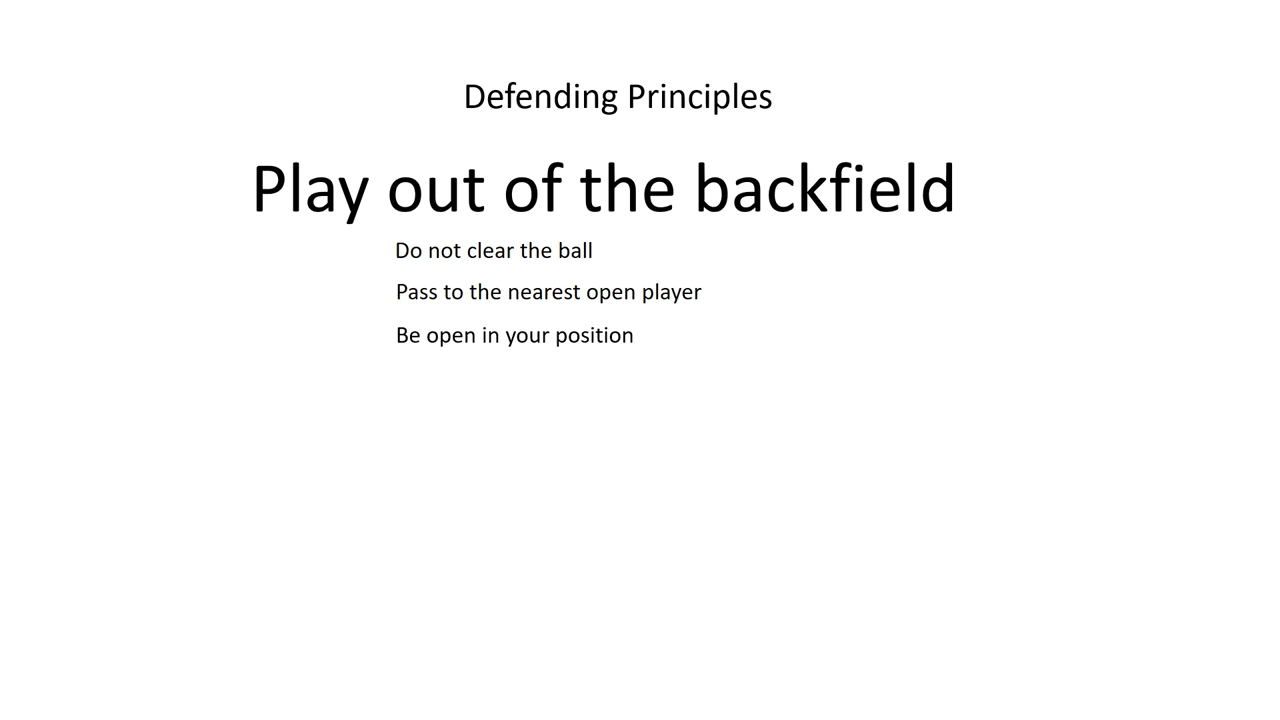 Defending Principles
Play out of the backfield
Do not clear the ball
Pass to the nearest open player
Be open in your position